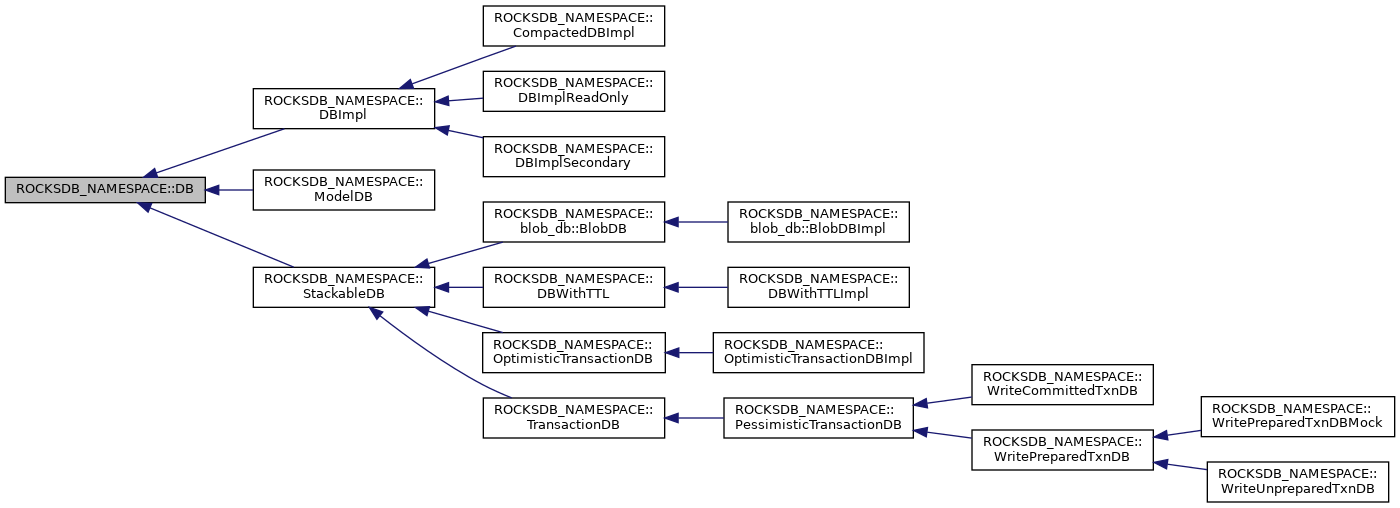 ROCKSDB_NAMESPACE::DB
ROCKSDB_NAMESPACE::
DBImpl
ROCKSDB_NAMESPACE::
CompactedDBImpl
ROCKSDB_NAMESPACE::
DBImplReadOnly
ROCKSDB_NAMESPACE::
DBImplSecondary
ROCKSDB_NAMESPACE::
ModelDB
ROCKSDB_NAMESPACE::
StackableDB
ROCKSDB_NAMESPACE::
blob_db::BlobDB
ROCKSDB_NAMESPACE::
blob_db::BlobDBImpl
ROCKSDB_NAMESPACE::
DBWithTTL
ROCKSDB_NAMESPACE::
DBWithTTLImpl
ROCKSDB_NAMESPACE::
OptimisticTransactionDB
ROCKSDB_NAMESPACE::
OptimisticTransactionDBImpl
ROCKSDB_NAMESPACE::
TransactionDB
ROCKSDB_NAMESPACE::
PessimisticTransactionDB
ROCKSDB_NAMESPACE::
WriteCommittedTxnDB
ROCKSDB_NAMESPACE::
WritePreparedTxnDB
ROCKSDB_NAMESPACE::
WritePreparedTxnDBMock
ROCKSDB_NAMESPACE::
WriteUnpreparedTxnDB